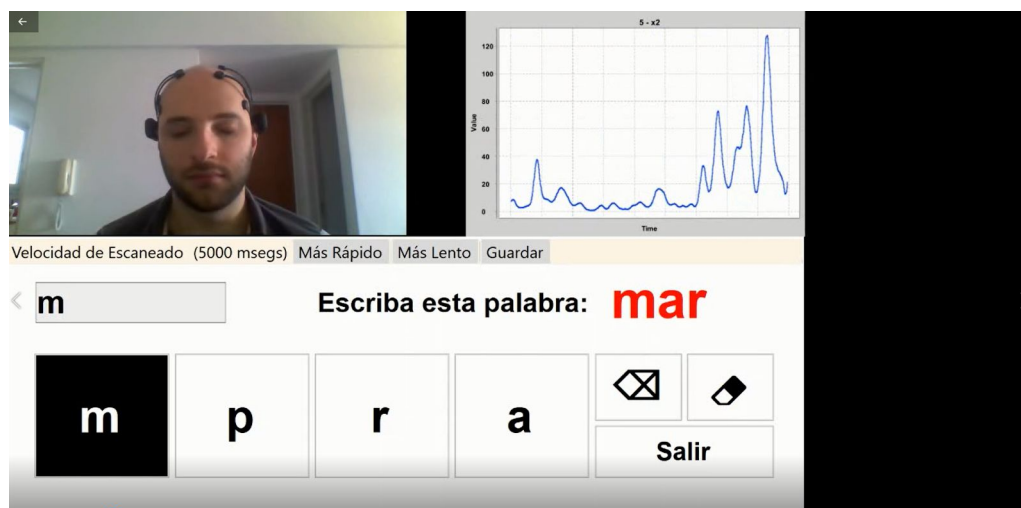 5 - x2
120
100
80
60
40
20
0
Value
Time
Velocidad de Escaneado (5000 msegs) Más Rápido Más Lento Guardar
m Escriba esta palabra: mar
m p r a
Salir